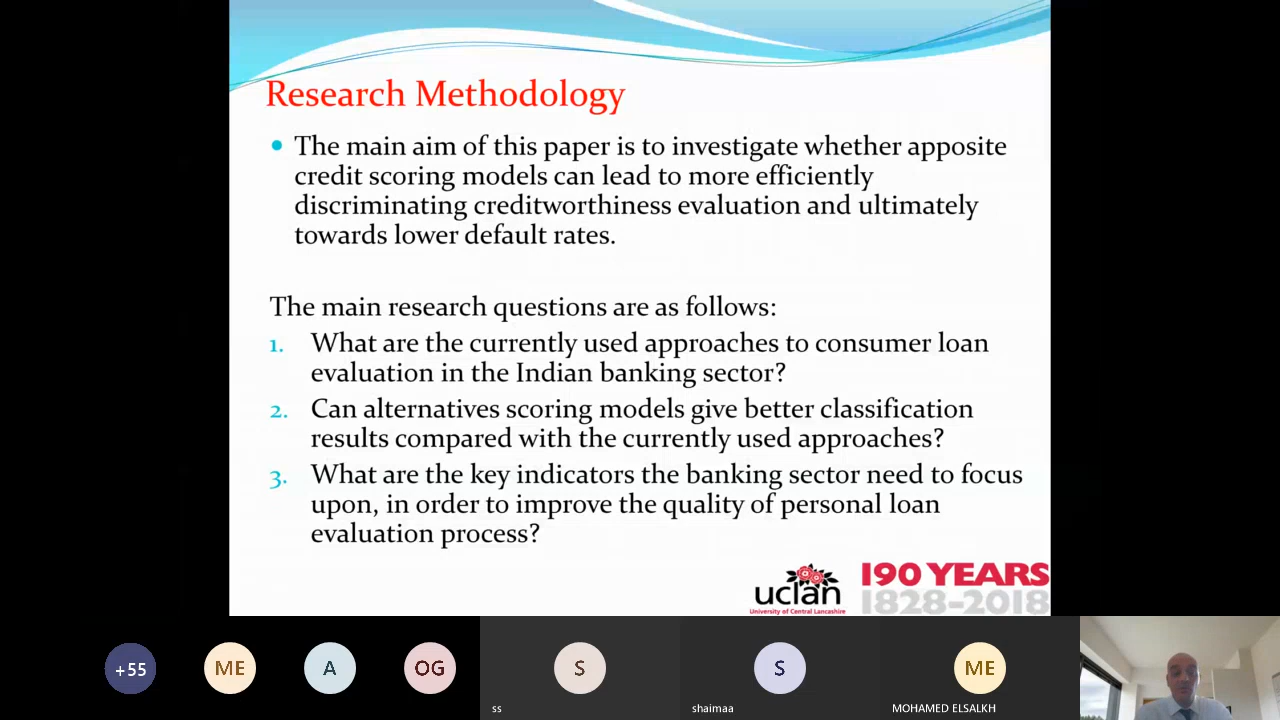 Research Methodology
The main aim of this paper is to investigate whether apposite
credit scoring models can lead to more efficiently
discriminating creditworthiness evaluation and ultimately
towards lower default rates.
The main research questions are as follows:
1. What are the currently used approaches to consumer loan
evaluation in the Indian banking sector?
2. Can alternatives scoring models give better classification
results compared with the currently used approaches?
3. What are the key indicators the banking sector need to focus
upon, in order to improve the quality of personal loan
evaluation process?
uclan
University of Central Lancashire
190 YEARS
1828-2018
+55
ME
A
OG
S
ss
S
shaimaa
ME
MOHAMED ELSALKH